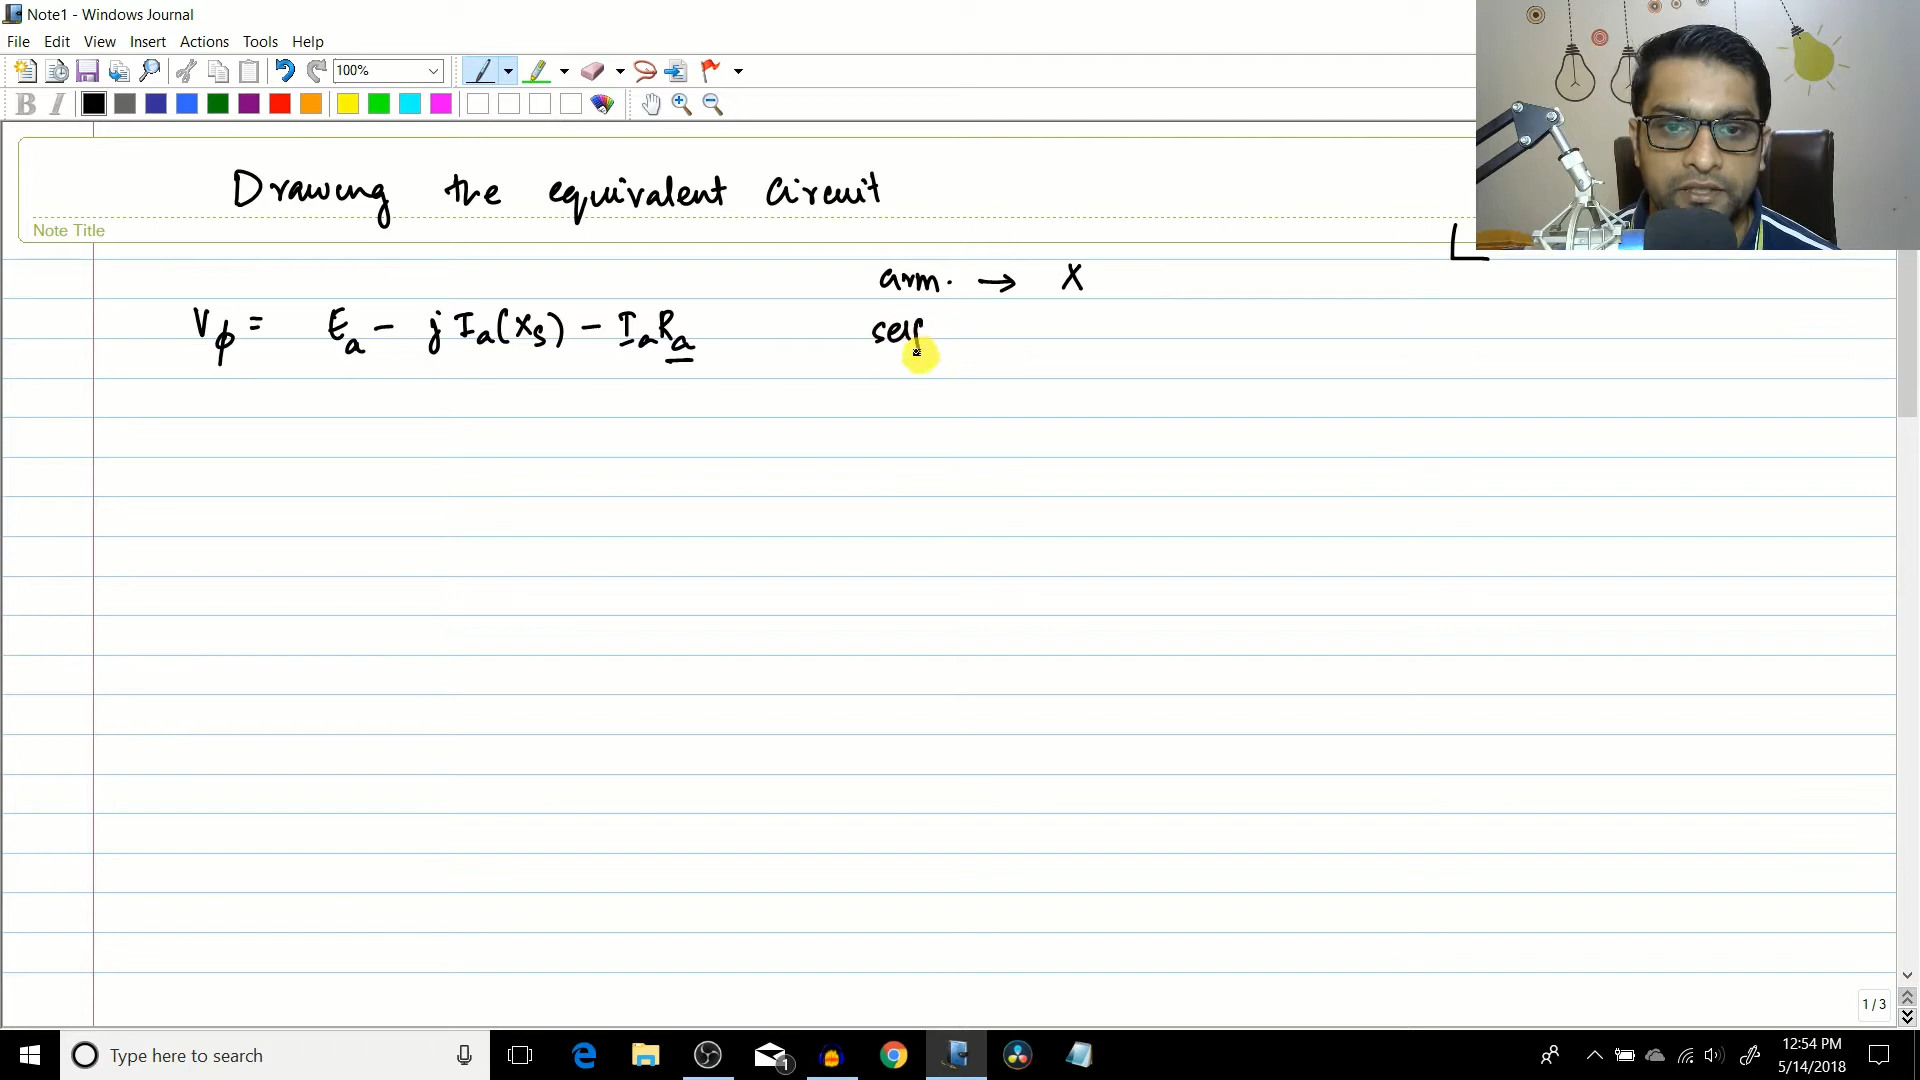 Note1 - Windows Journal
File Edit View Insert Actions Tools Help
100%
B I
Drawing the equivalent circuit
Note Title
arm. → X
Vϕ = Ea - j Ia(Xs) - IaRa
self
1 / 3
Type here to search
1
12:54 PM
5/14/2018